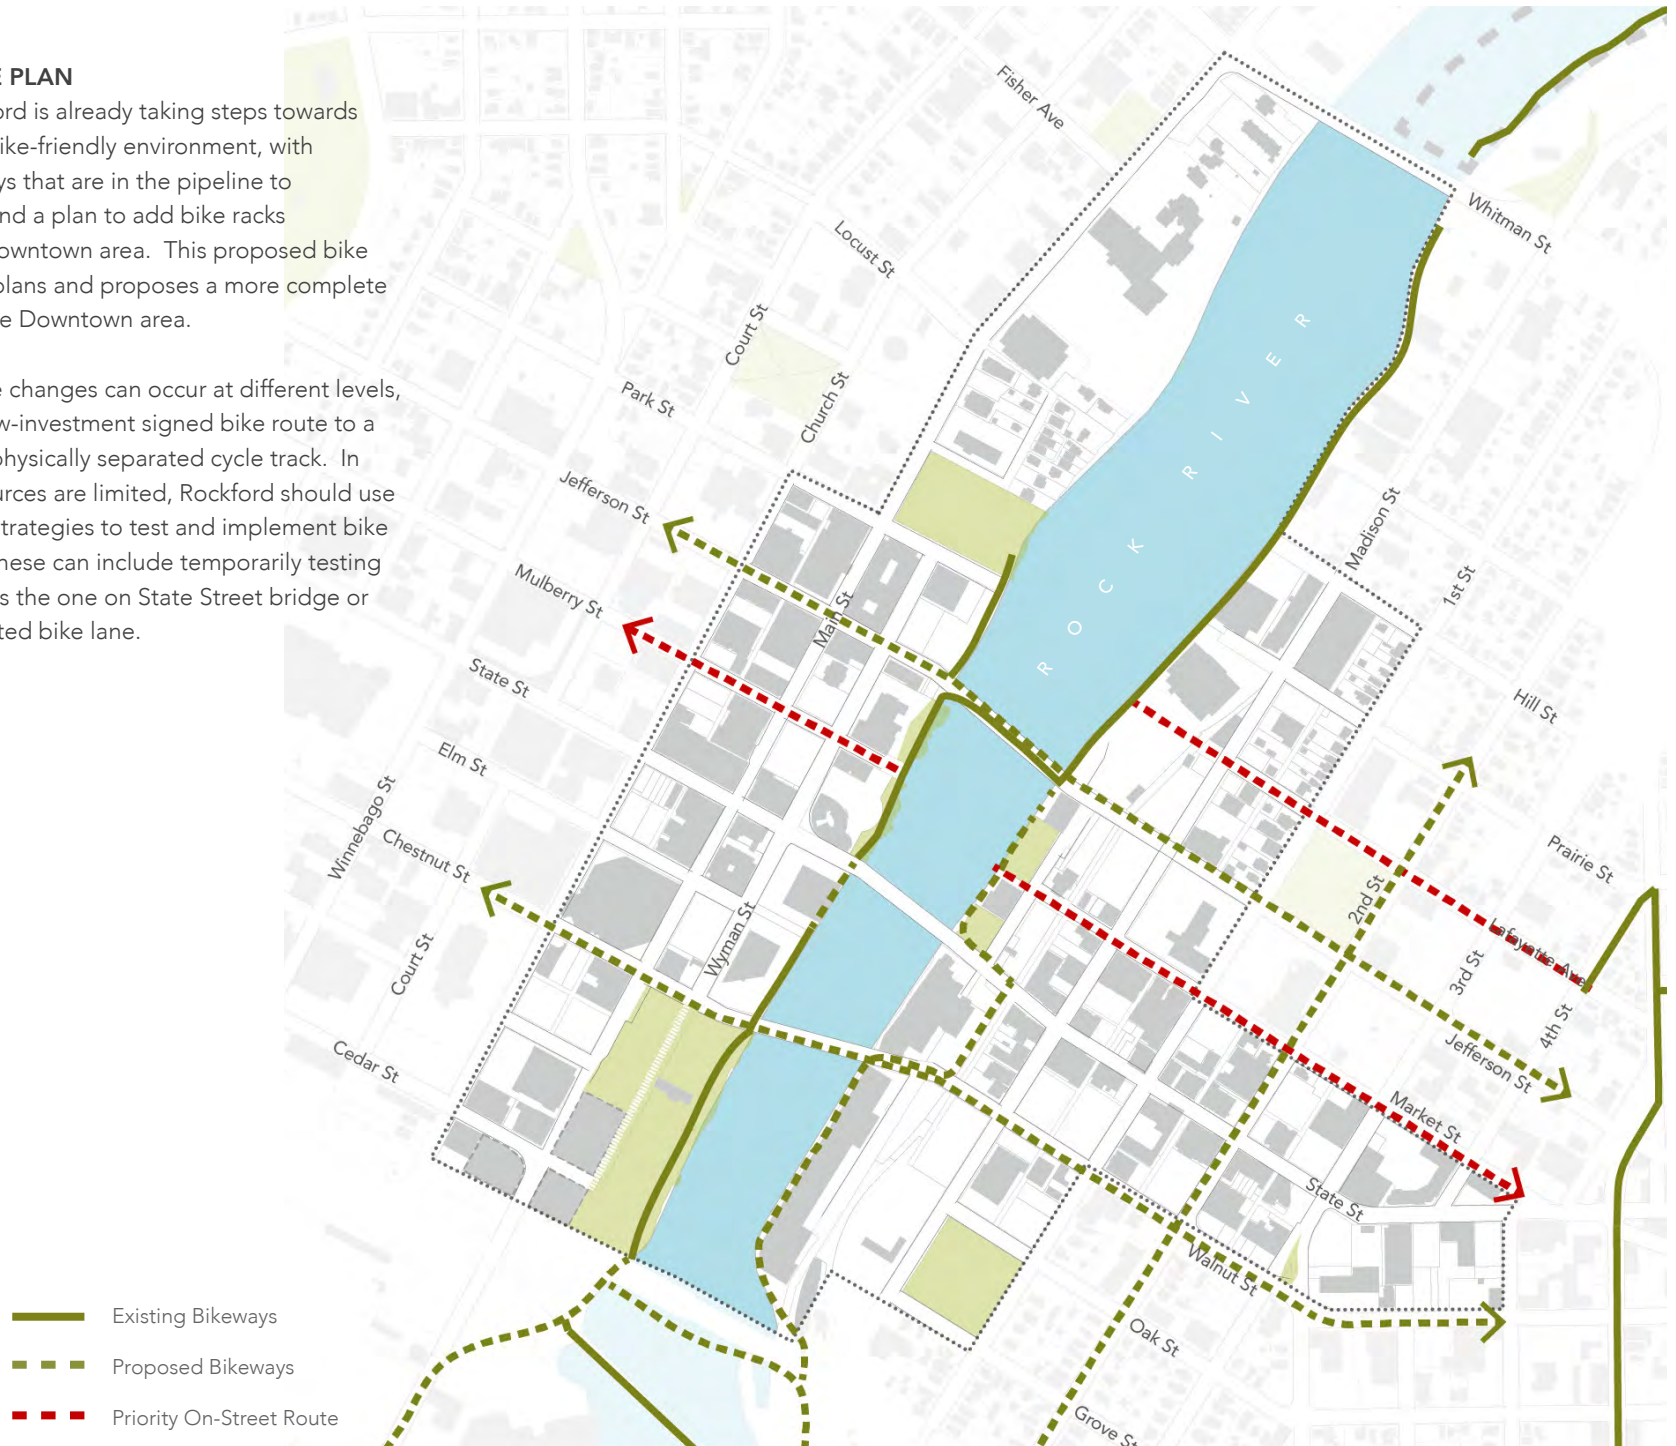 E PLAN
ord is already taking steps towards
ike-friendly environment, with
ys that are in the pipeline to
nd a plan to add bike racks
owntown area. This proposed bike
plans and proposes a more complete
e Downtown area.
e changes can occur at different levels,
w-investment signed bike route to a
physically separated cycle track. In
urces are limited, Rockford should use
trategies to test and implement bike
hese can include temporarily testing
s the one on State Street bridge or
ted bike lane.
Fisher Ave
Whitman St
Locust St
Court St
Park St
Church St
ROCK RIVER
Jefferson St
Madison St
Mulberry St
1st St
Main St
State St
Hill St
Elm St
Winnebago St
Prairie St
Chestnut St
2nd St
Wyman St
Lafayette Ave
Court St
3rd St
4th St
Cedar St
Jefferson St
Market St
State St
Walnut St
Oak St
Grove St
Existing Bikeways
Proposed Bikeways
Priority On-Street Route